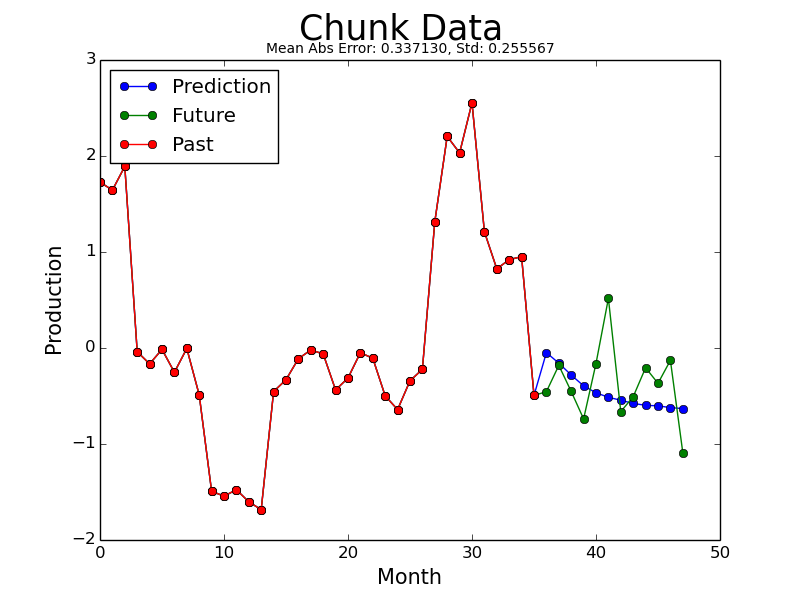 Chunk Data
Mean Abs Error: 0.337130, Std: 0.255567
Prediction
Future
Past
3
2
1
0
−1
−2
Production
0 10 20 30 40 50
Month